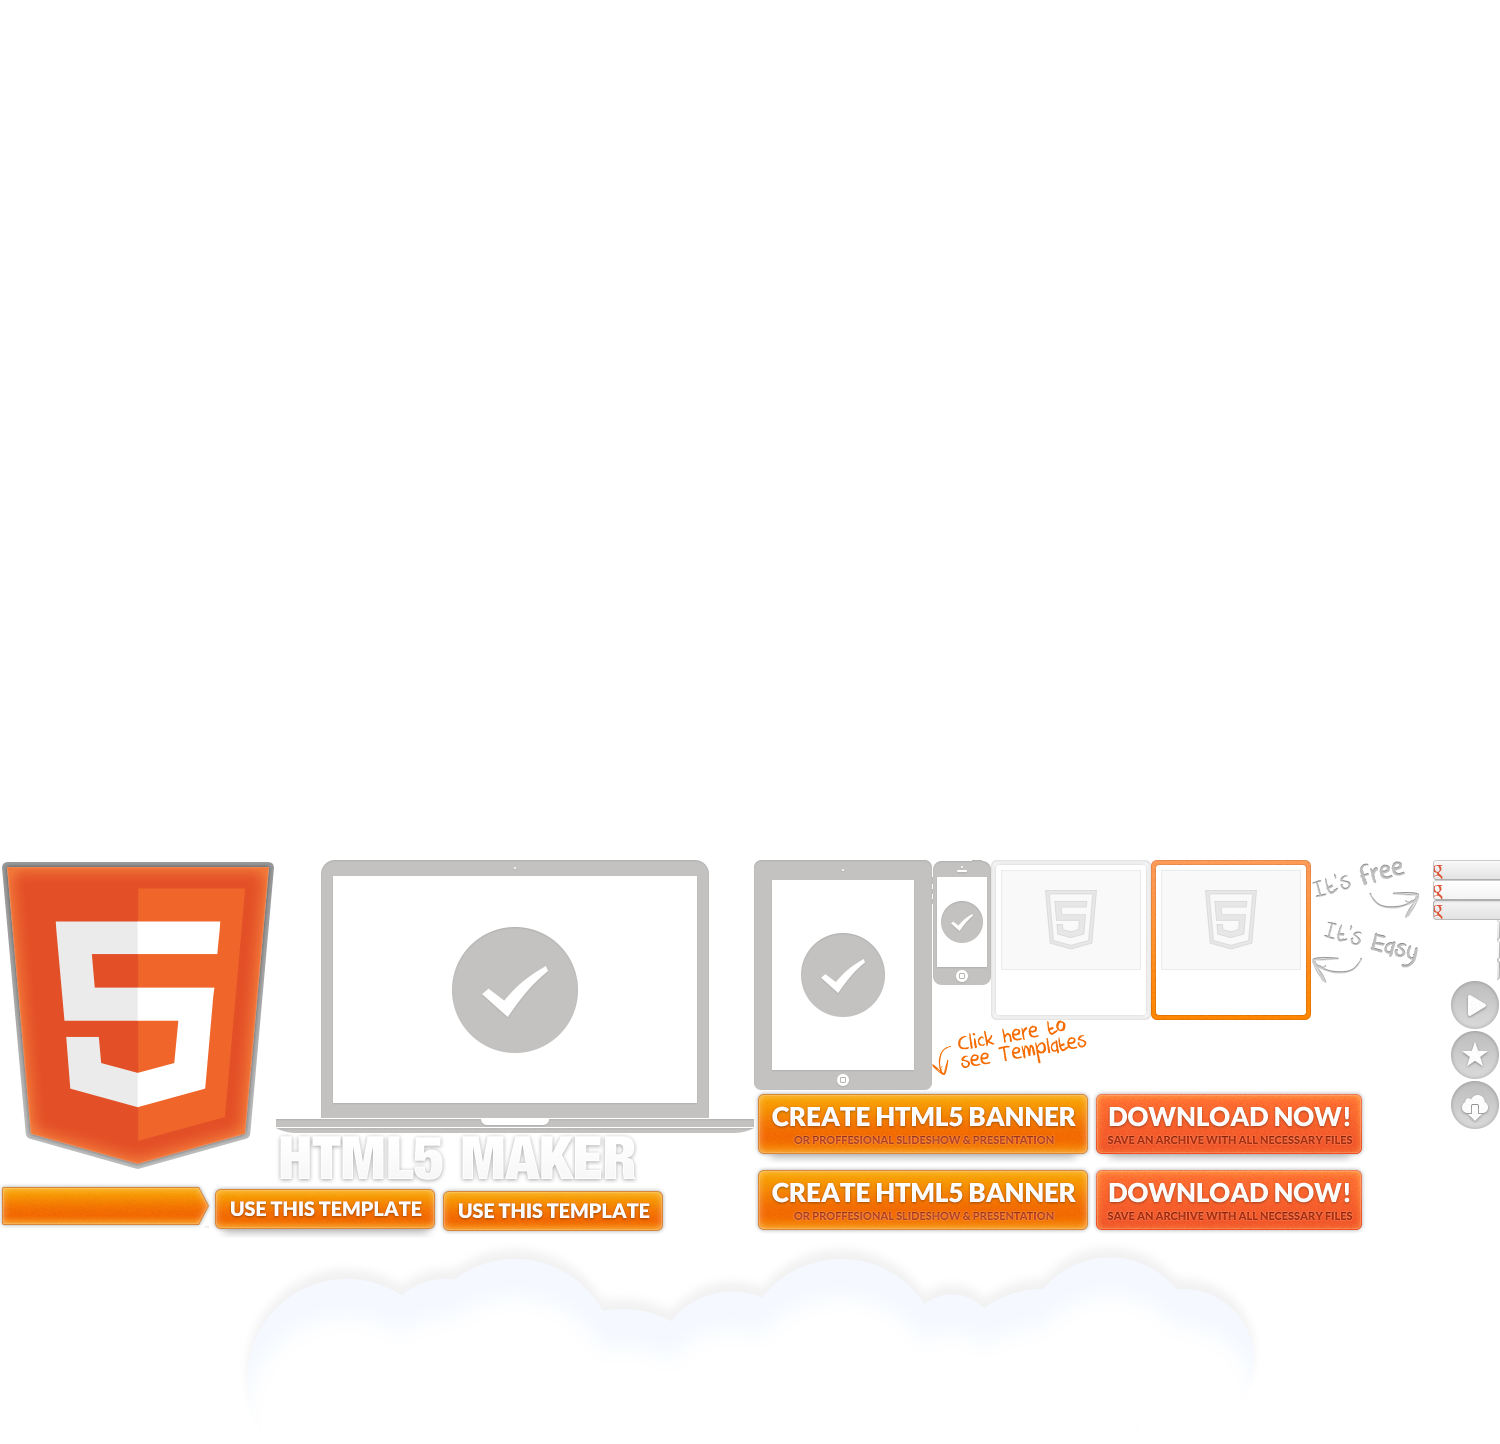 It's free
It's Easy
g
g
g
Click here to
see Templates
CREATE HTML5 BANNER
OR PROFFESIONAL SLIDESHOW & PRESENTATION
DOWNLOAD NOW!
SAVE AN ARCHIVE WITH ALL NECESSARY FILES
HTML5 MAKER
CREATE HTML5 BANNER
OR PROFFESIONAL SLIDESHOW & PRESENTATION
DOWNLOAD NOW!
SAVE AN ARCHIVE WITH ALL NECESSARY FILES
USE THIS TEMPLATE
USE THIS TEMPLATE